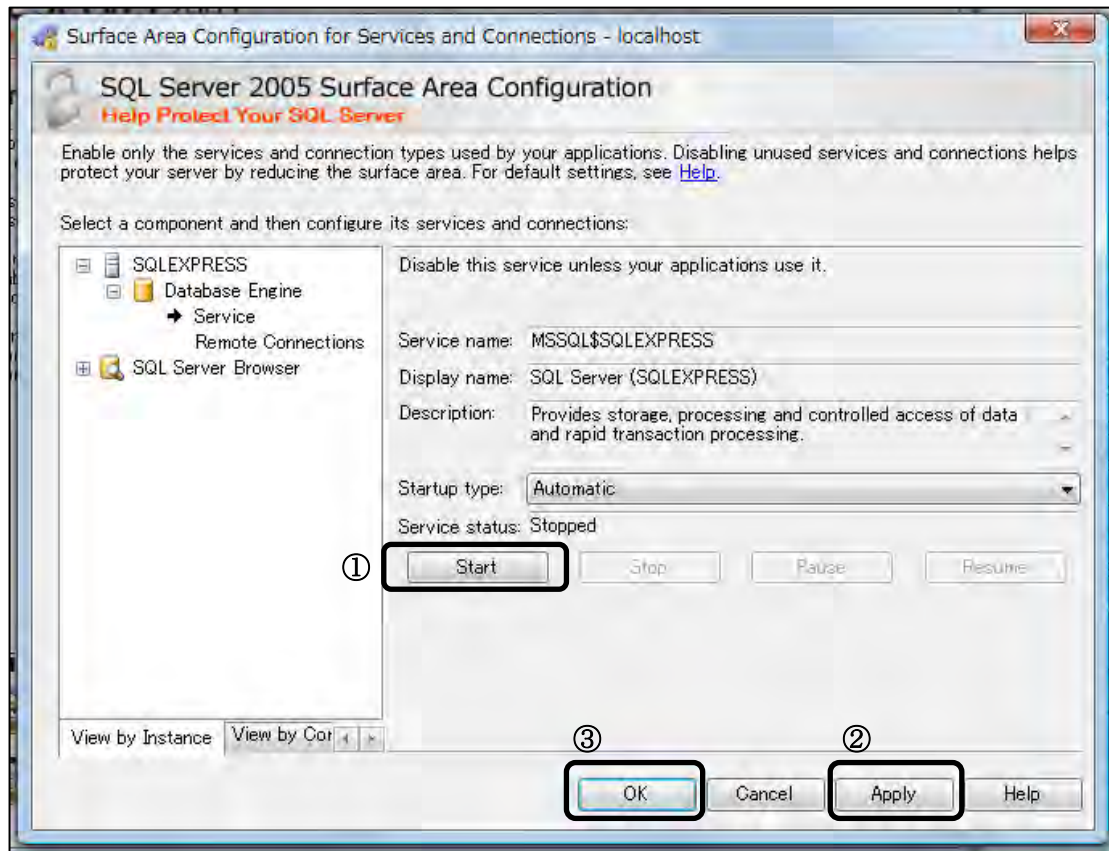 Surface Area Configuration for Services and Connections - localhost
SQL Server 2005 Surface Area Configuration
Help Protect Your SQL Server
Enable only the services and connection types used by your applications. Disabling unused services and connections helps
protect your server by reducing the surface area. For default settings, see Help.
Select a component and then configure its services and connections:
SQLEXPRESS
Database Engine
Service
Remote Connections
SQL Server Browser
View by Instance
View by Cor
Disable this service unless your applications use it.
Service name: MSSQL$SQLEXPRESS
Display name: SQL Server (SQLEXPRESS)
Description: Provides storage, processing and controlled access of data
and rapid transaction processing.
Startup type: Automatic
Service status: Stopped
① Start Stop Pause Resume
③ ②
OK Cancel Apply Help